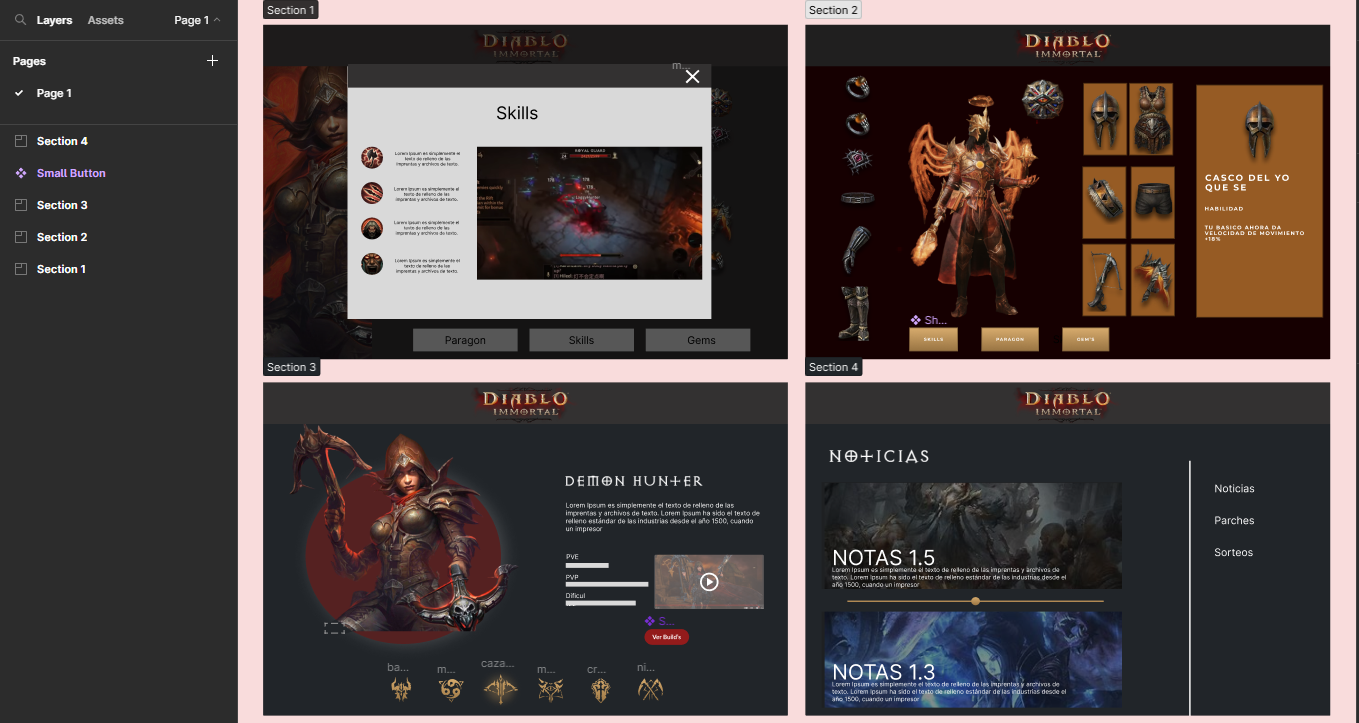 Layers
Assets
Page 1
Pages
Page 1
Section 4
Small Button
Section 3
Section 2
Section 1
Section 1
DIABLO
IMMORTAL
m...
Skills
Lorem Ipsum es simplemente el
texto de relleno de las
imprentas y archivos de texto.
Lorem Ipsum es simplemente el
texto de relleno de las
imprentas y archivos de texto.
Lorem Ipsum es simplemente el
texto de relleno de las
imprentas y archivos de texto.
Lorem Ipsum es simplemente el
texto de relleno de las
imprentas y archivos de texto.
Paragon
Skills
Gems
Section 2
DIABLO
IMMORTAL
CASCO DEL YO
QUE SE
HABILIDAD
TU BASICO AHORA DA
VELOCIDAD DE MOVIMIENTO
+18%
Sh...
SKILLS
PARAGON
GEM'S
Section 3
DIABLO
IMMORTAL
DEMON HUNTER
Lorem Ipsum es simplemente el texto de relleno de las
imprentas y archivos de texto. Lorem Ipsum ha sido el texto de
relleno estándar de las industrias desde el año 1500, cuando
un impresor
PVE
PVP
Dificul
S...
Ver Build's
ba...
m...
caza...
m...
cr...
ni...
Section 4
DIABLO
IMMORTAL
NOTICIAS
NOTAS 1.5
Lorem Ipsum es simplemente el texto de relleno de las imprentas y archivos de
texto. Lorem Ipsum ha sido el texto de relleno estándar de las industrias desde el
año 1500, cuando un impresor
NOTAS 1.3
Lorem Ipsum es simplemente el texto de relleno de las imprentas y archivos de
texto. Lorem Ipsum ha sido el texto de relleno estándar de las industrias desde el
año 1500, cuando un impresor
Noticias
Parches
Sorteos